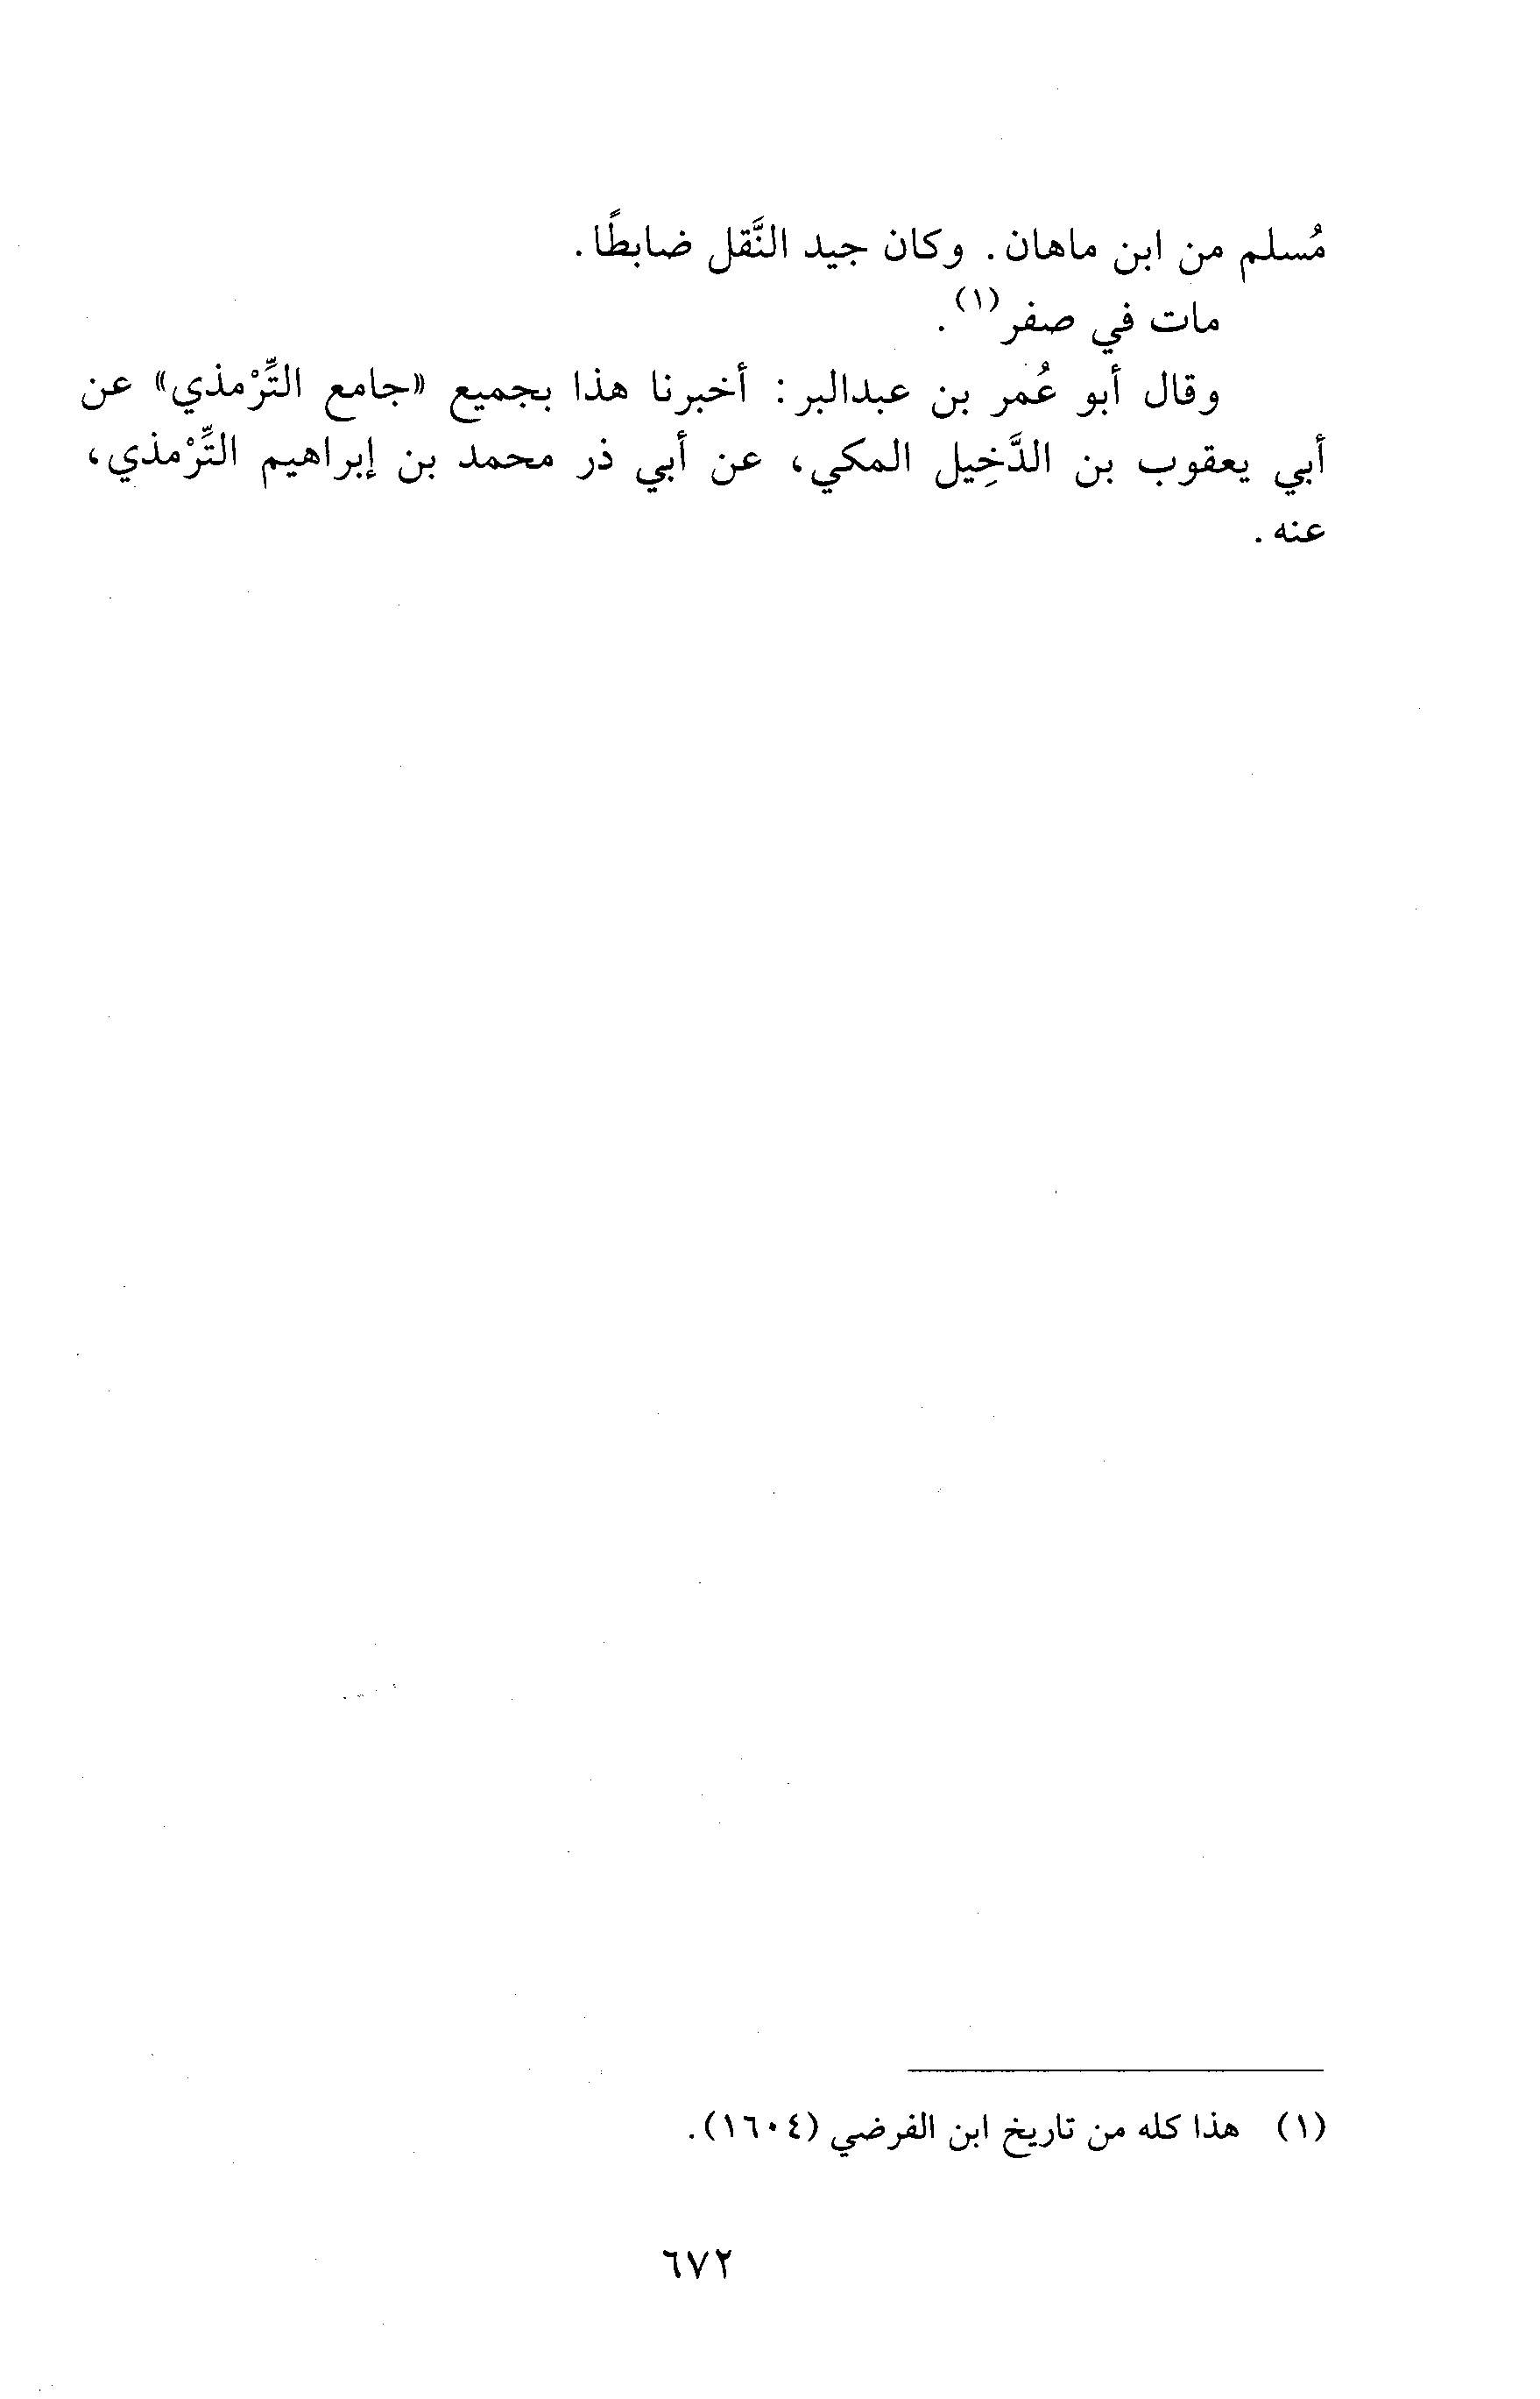 مُسلم من ابن ماهان. وكان جيد النَّقل ضابطًا.
مات في صفر(١).
وقال أبو عُمر بن عبدالبر: أخبرنا هذا بجميع «جامع التِّرْمذي» عن
أبي يعقوب بن الدَّخِيل المكي، عن أبي ذر محمد بن إبراهيم التِّرْمذي،
عنه.
(١) هذا كله من تاريخ ابن الفرضي (١٦٠٤).
٦٧٢